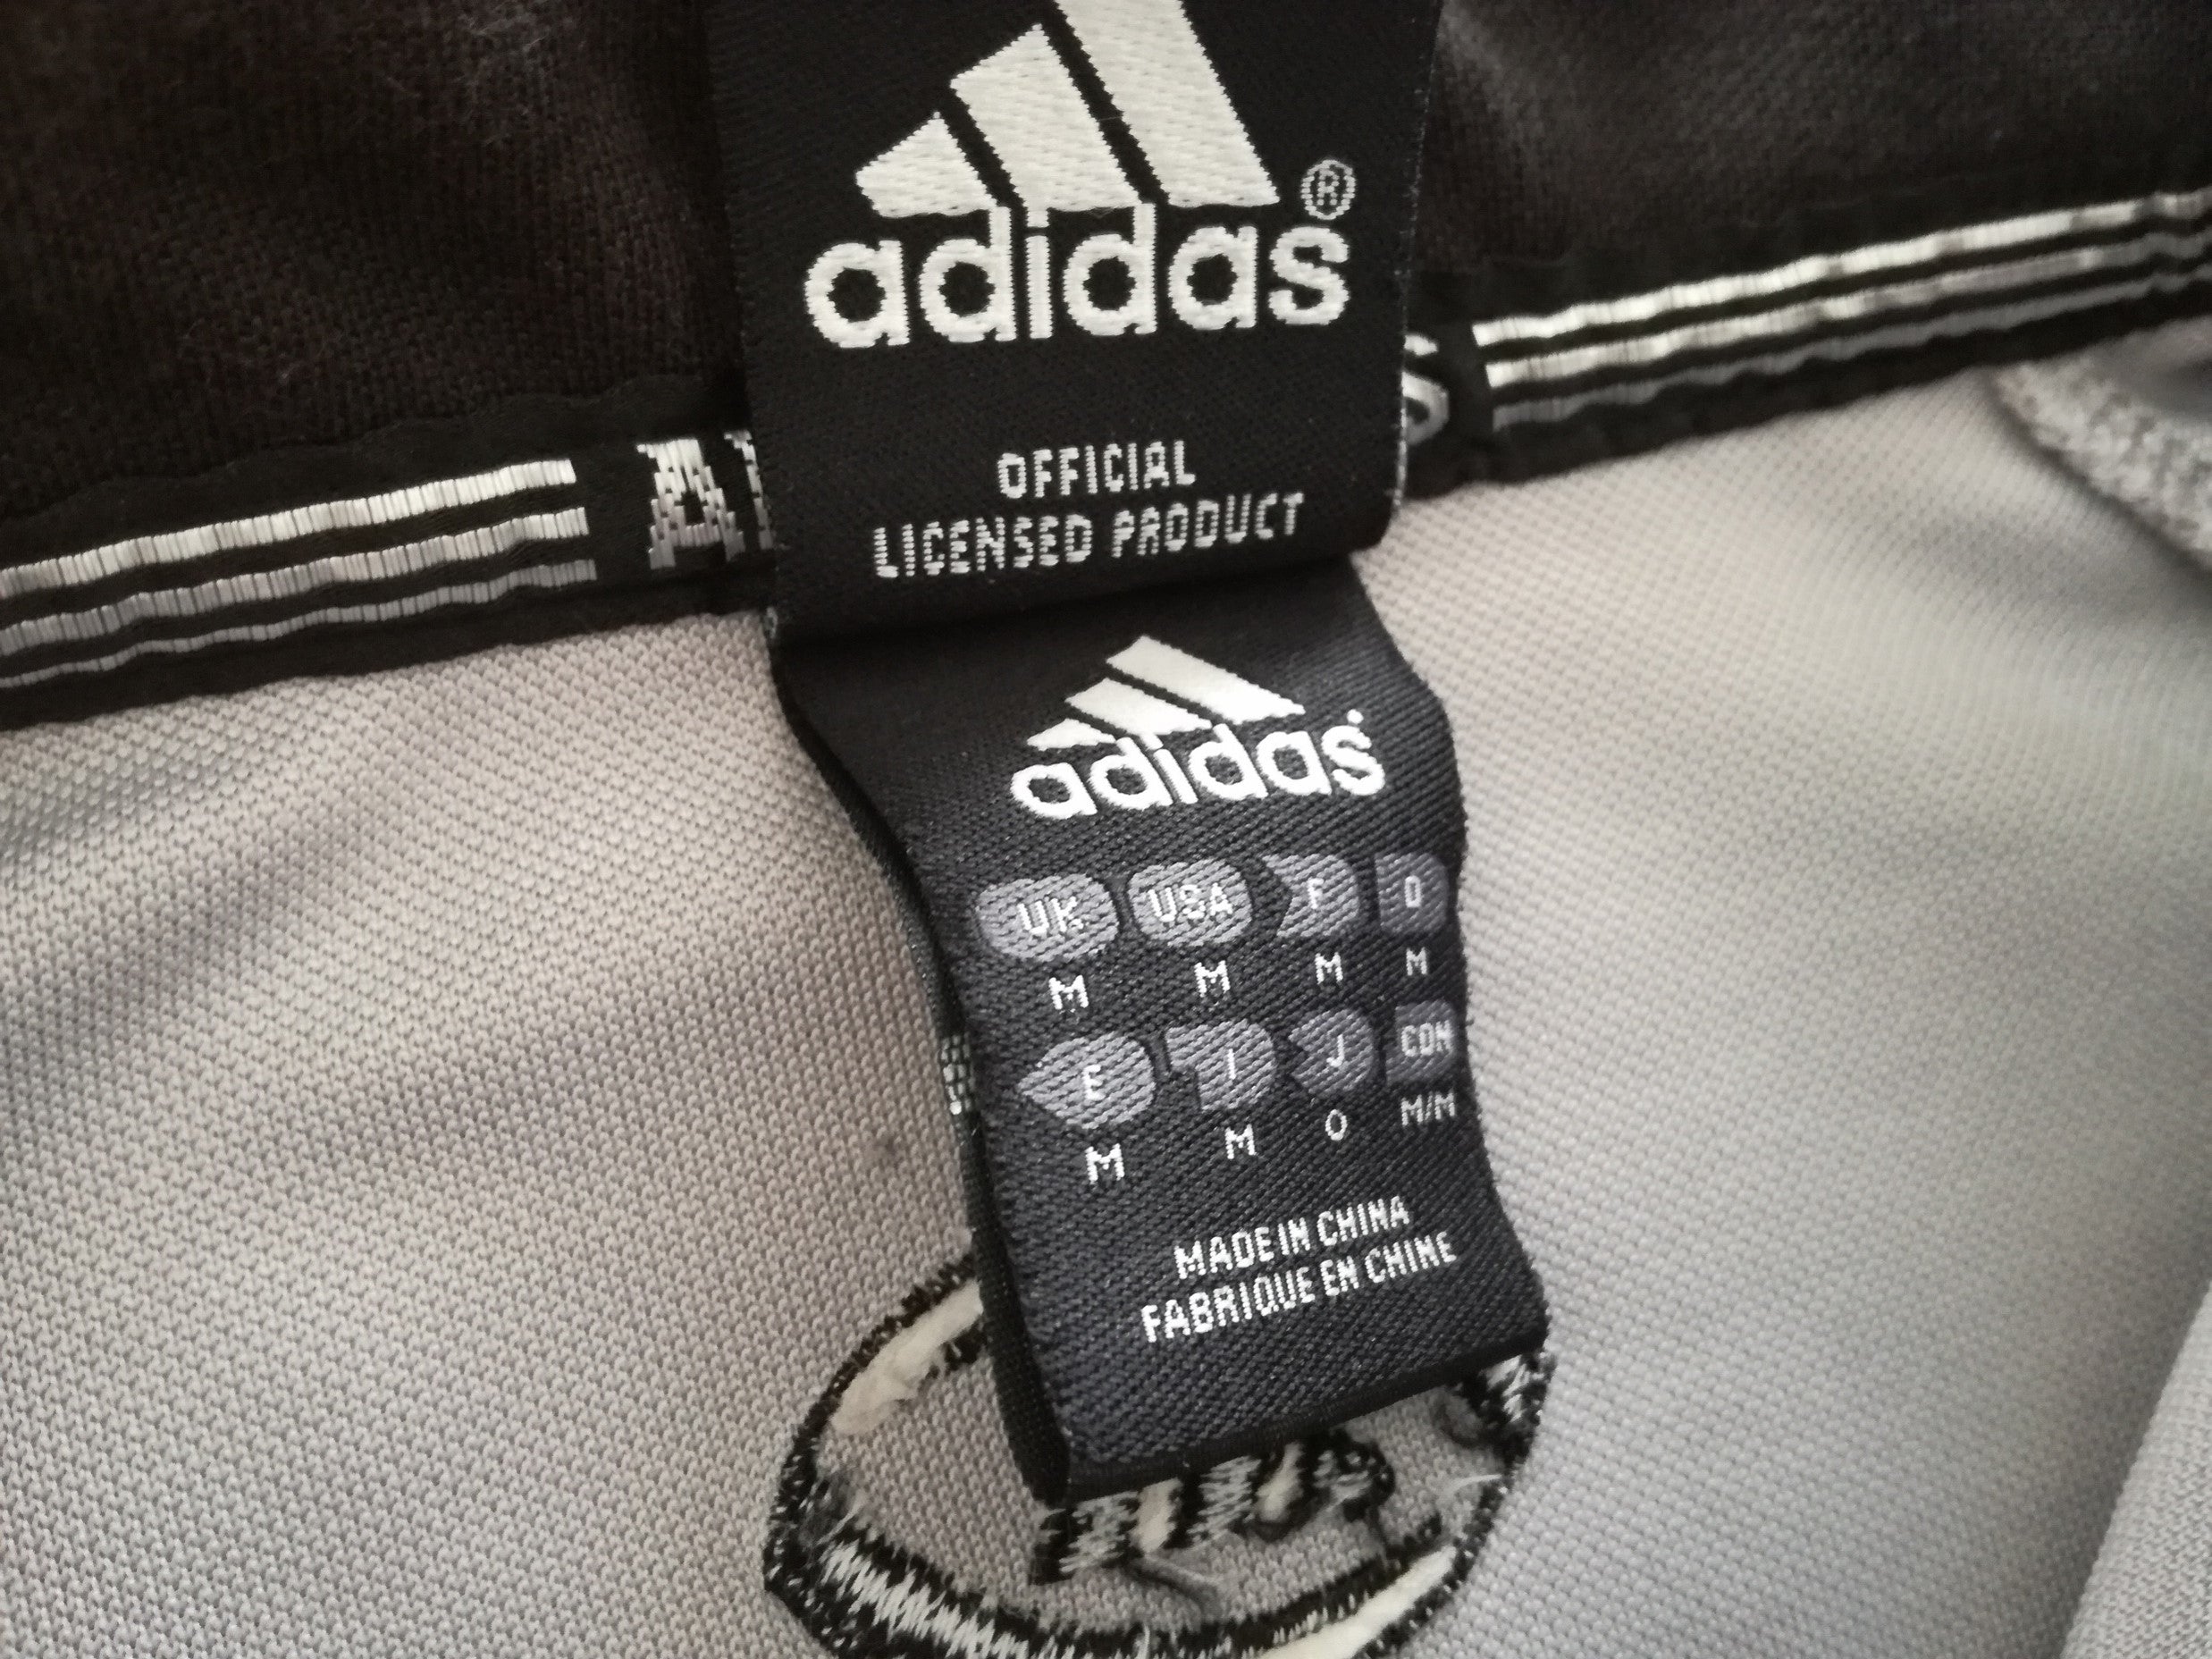 adidas®
OFFICIAL
LICENSED PRODUCT
adidas
UK USA F D
M M M M
E I J CDN
M M O M/M
MADE IN CHINA
FABRIQUE EN CHINE